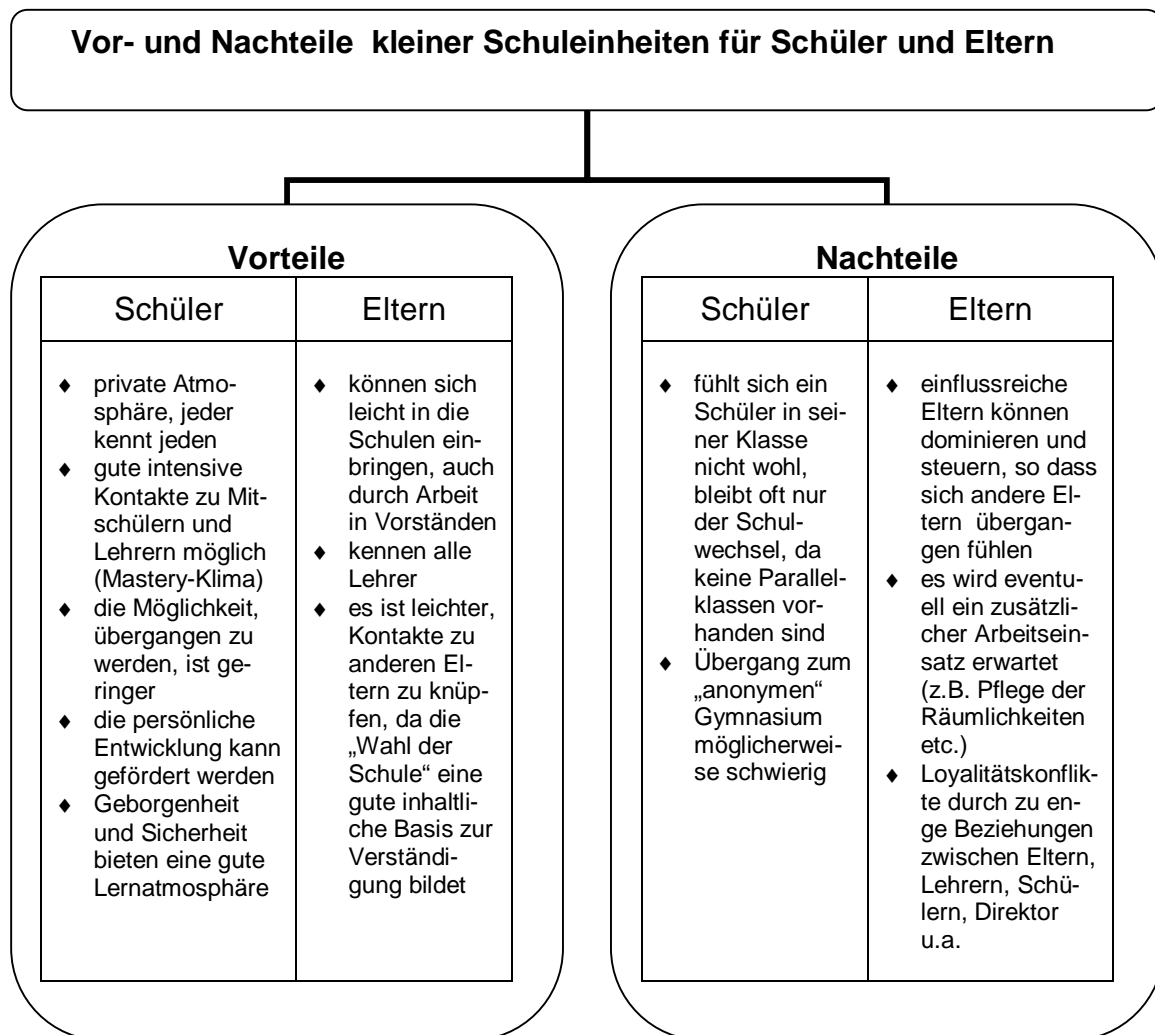 Vor- und Nachteile kleiner Schuleinheiten für Schüler und Eltern
Vorteile
Schüler
♦ private Atmo-
sphäre, jeder
kennt jeden
♦ gute intensive
Kontakte zu Mit-
schülern und
Lehrern möglich
(Mastery-Klima)
♦ die Möglichkeit,
übergangen zu
werden, ist ge-
ringer
♦ die persönliche
Entwicklung kann
gefördert werden
♦ Geborgenheit
und Sicherheit
bieten eine gute
Lernatmosphäre
Eltern
♦ können sich
leicht in die
Schulen ein-
bringen, auch
durch Arbeit
in Vorständen
♦ kennen alle
Lehrer
♦ es ist leichter,
Kontakte zu
anderen El-
tern zu knüp-
fen, da die
„Wahl der
Schule“ eine
gute inhaltli-
che Basis zur
Verständi-
gung bildet
Nachteile
Schüler
♦ fühlt sich ein
Schüler in sei-
ner Klasse
nicht wohl,
bleibt oft nur
der Schul-
wechsel, da
keine Parallel-
klassen vor-
handen sind
♦ Übergang zum
„anonymen“
Gymnasium
möglicherwei-
se schwierig
Eltern
♦ einflussreiche
Eltern können
dominieren und
steuern, so dass
sich andere El-
tern übergan-
gen fühlen
♦ es wird eventu-
ell ein zusätzli-
cher Arbeitsein-
satz erwartet
(z.B. Pflege der
Räumlichkeiten
etc.)
♦ Loyalitätskonflik-
te durch zu en-
ge Beziehungen
zwischen Eltern,
Lehrern, Schü-
lern, Direktor
u.a.